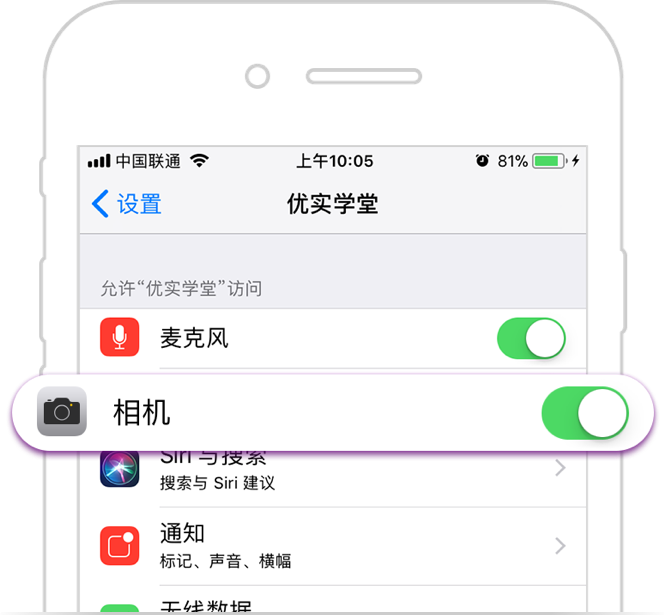 中国联通 上午10:05 81%
设置 优实学堂
允许“优实学堂”访问
麦克风
相机
Siri 与搜索
搜索与 Siri 建议
通知
标记、声音、横幅
无线数据